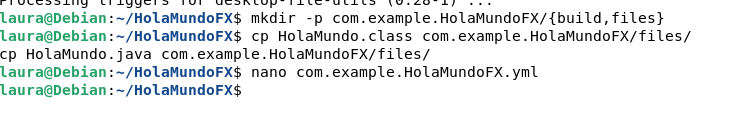 Processing triggers for desktop-file-utils (0.28-1) ...
laura@Debian:~/HolaMundoFX$ mkdir -p com.example.HolaMundoFX/{build,files}
laura@Debian:~/HolaMundoFX$ cp HolaMundo.class com.example.HolaMundoFX/files/
cp HolaMundo.java com.example.HolaMundoFX/files/
laura@Debian:~/HolaMundoFX$ nano com.example.HolaMundoFX.yml
laura@Debian:~/HolaMundoFX$